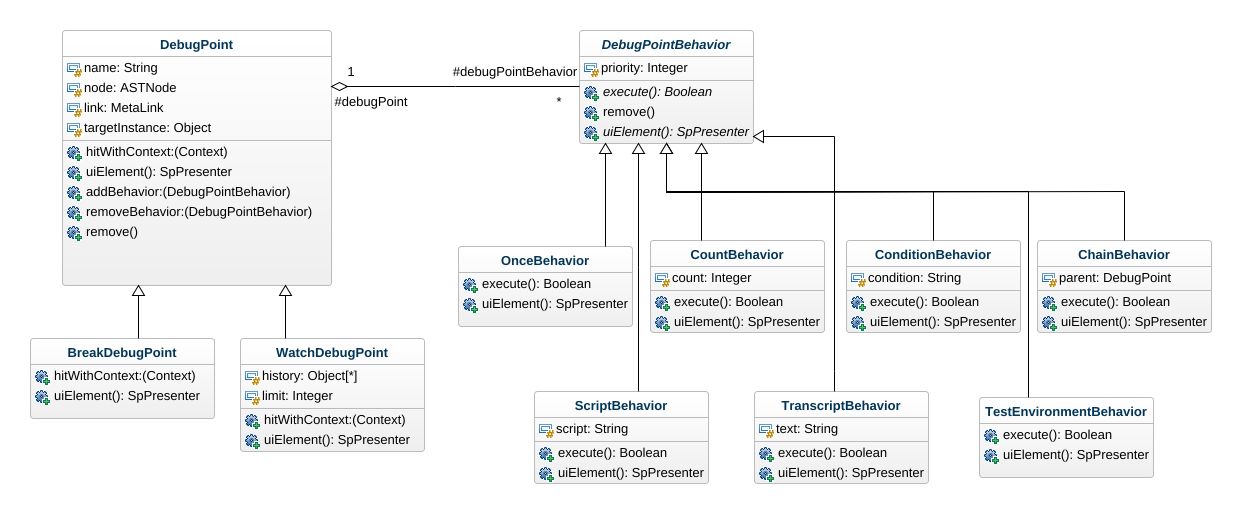 DebugPoint
name: String
node: ASTNode
link: MetaLink
targetInstance: Object
hitWithContext:(Context)
uiElement(): SpPresenter
addBehavior:(DebugPointBehavior)
removeBehavior:(DebugPointBehavior)
remove()
1
#debugPoint
#debugPointBehavior
*
DebugPointBehavior
priority: Integer
execute(): Boolean
remove()
uiElement(): SpPresenter
OnceBehavior
execute(): Boolean
uiElement(): SpPresenter
CountBehavior
count: Integer
execute(): Boolean
uiElement(): SpPresenter
ConditionBehavior
condition: String
execute(): Boolean
uiElement(): SpPresenter
ChainBehavior
parent: DebugPoint
execute(): Boolean
uiElement(): SpPresenter
BreakDebugPoint
hitWithContext:(Context)
uiElement(): SpPresenter
WatchDebugPoint
history: Object[*]
limit: Integer
hitWithContext:(Context)
uiElement(): SpPresenter
ScriptBehavior
script: String
execute(): Boolean
uiElement(): SpPresenter
TranscriptBehavior
text: String
execute(): Boolean
uiElement(): SpPresenter
TestEnvironmentBehavior
execute(): Boolean
uiElement(): SpPresenter